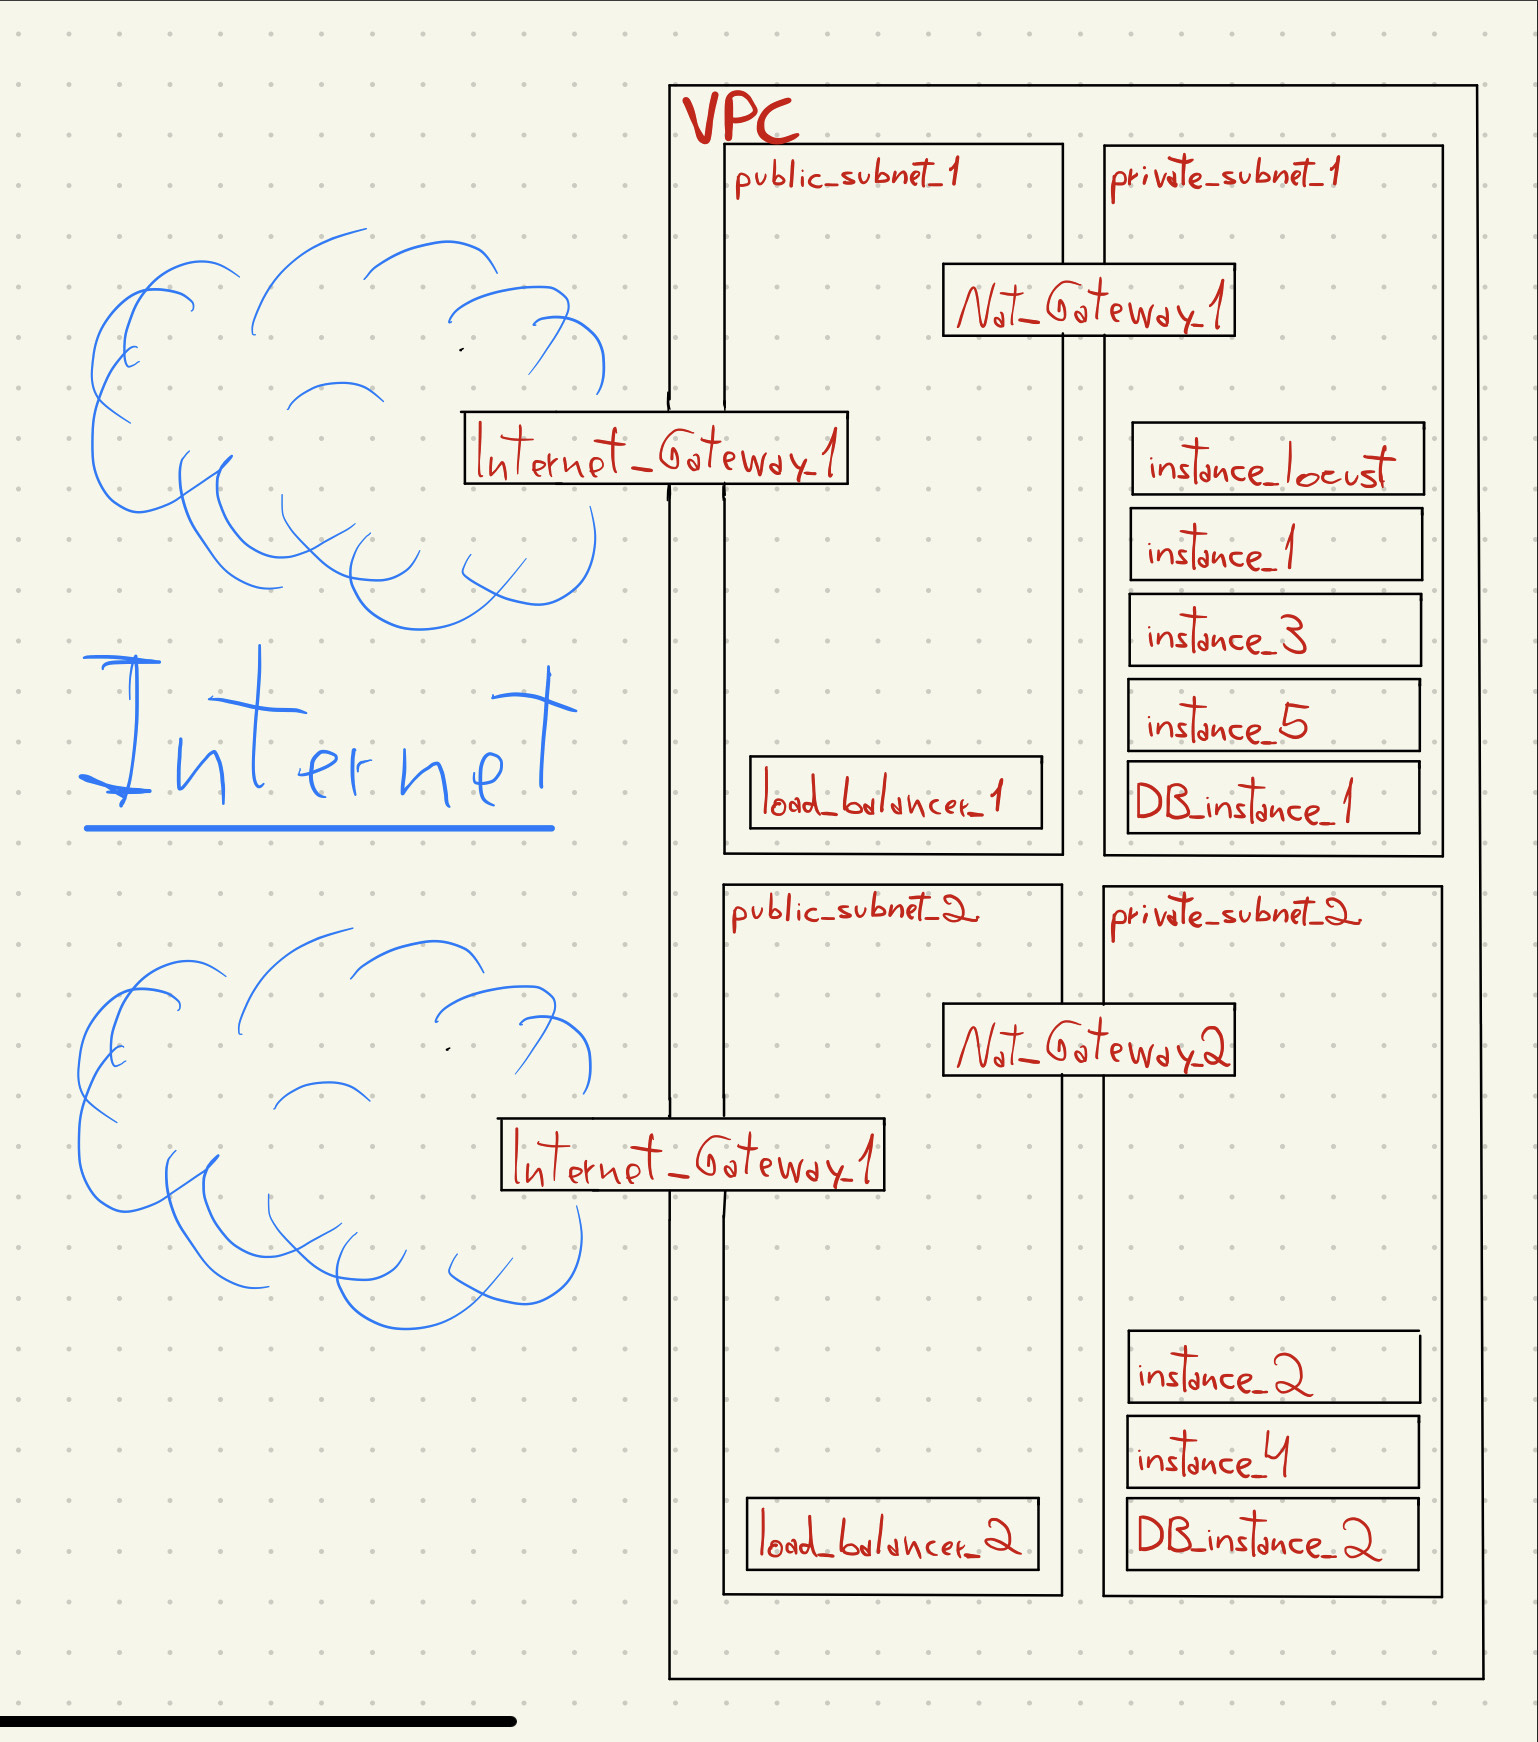 VPC
public_subnet_1
private_subnet_1
Nat_Gateway_1
Internet_Gateway_1
instance_locust
instance_1
instance_3
instance_5
load_balancer_1
DB_instance_1
Internet
public_subnet_2
private_subnet_2
Nat_Gateway_2
Internet_Gateway_1
instance_2
instance_4
load_balancer_2
DB_instance_2